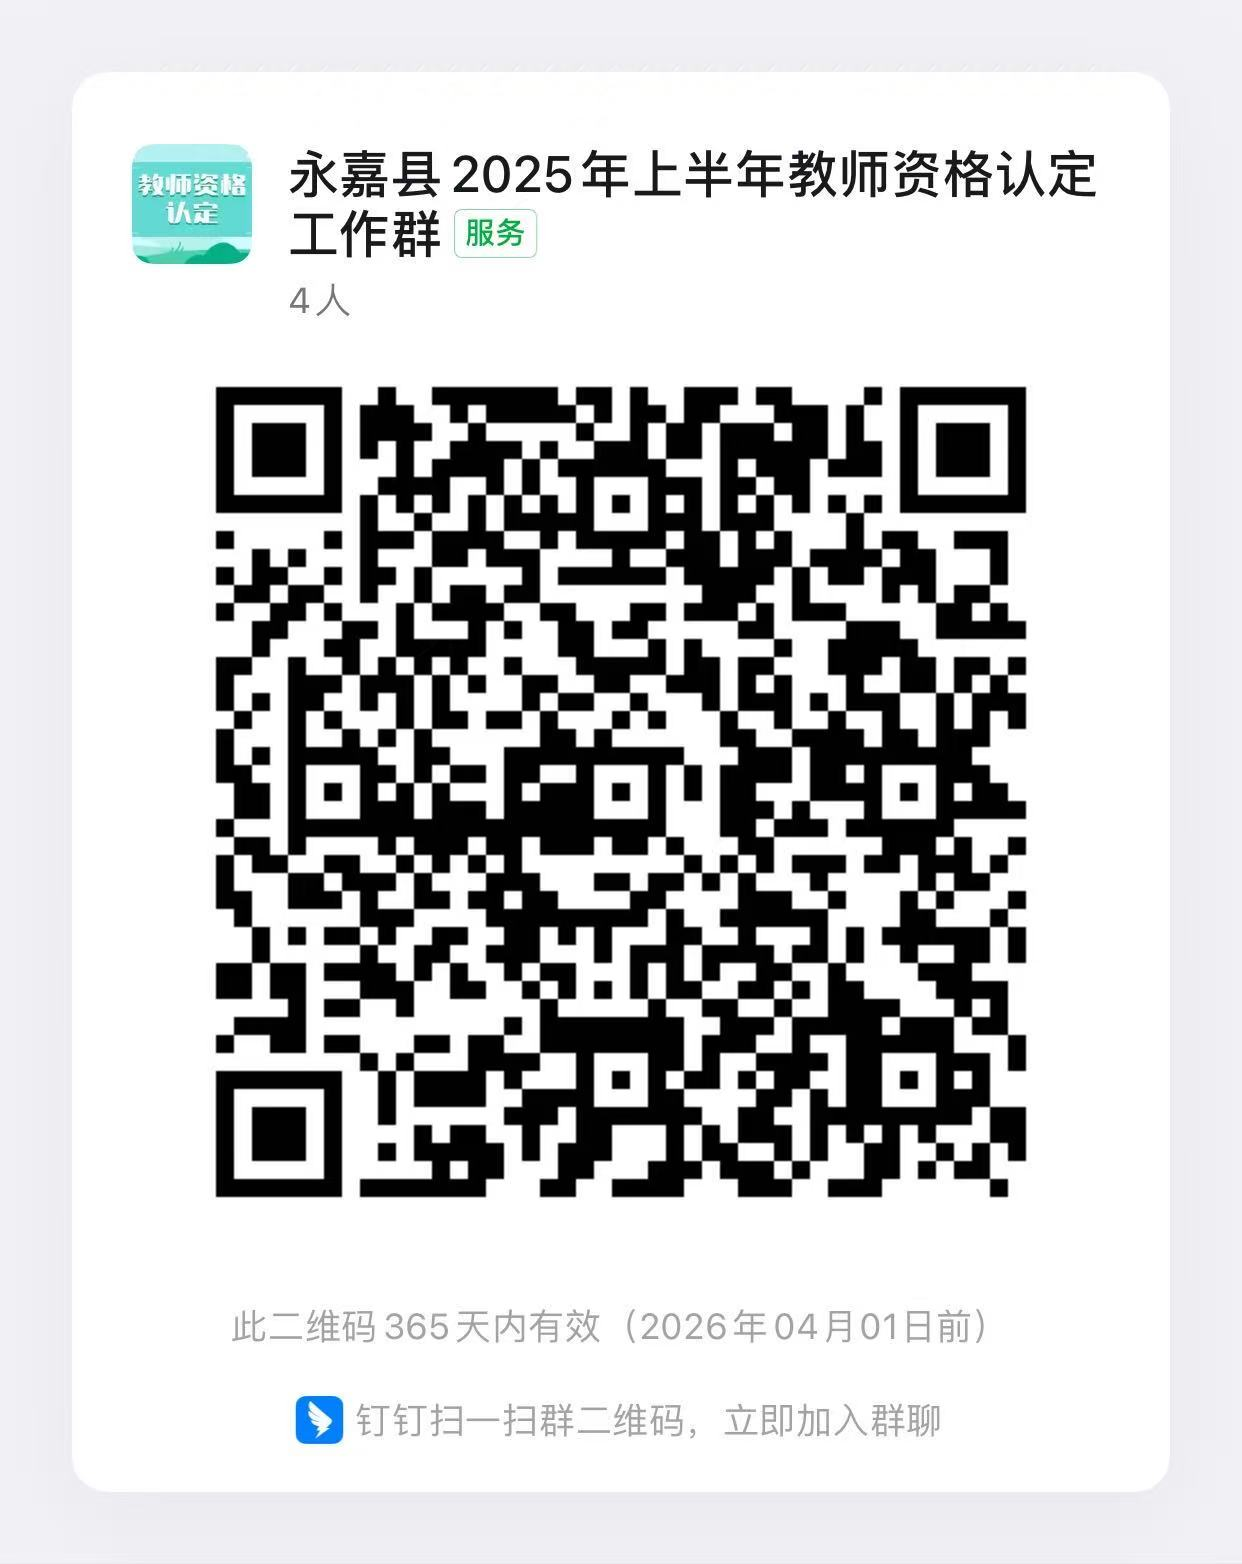 教师资格
认定
永嘉县2025年上半年教师资格认定
工作群 服务
4人
此二维码365天内有效（2026年04月01日前）
钉钉扫一扫群二维码，立即加入群聊